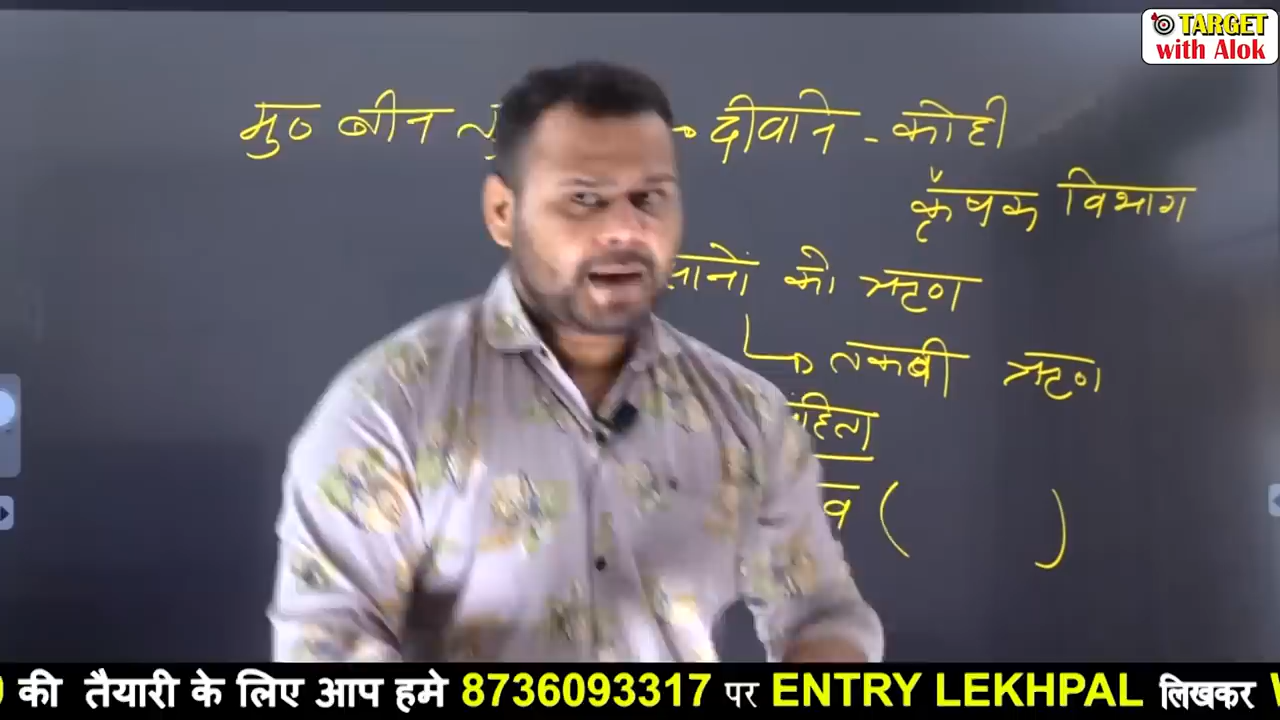 TARGET
with Alok
मु० बीन दीवाने - कोही
कृषक विभाग
को ऋण
तकबी ऋण
( )
की तैयारी के लिए आप हमे 8736093317 पर ENTRY LEKHPAL लिखकर